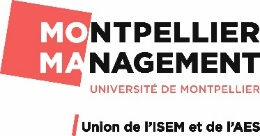 MONTPELLIER
MANAGEMENT
UNIVERSITÉ DE MONTPELLIER
Union de l'ISEM et de l'AES